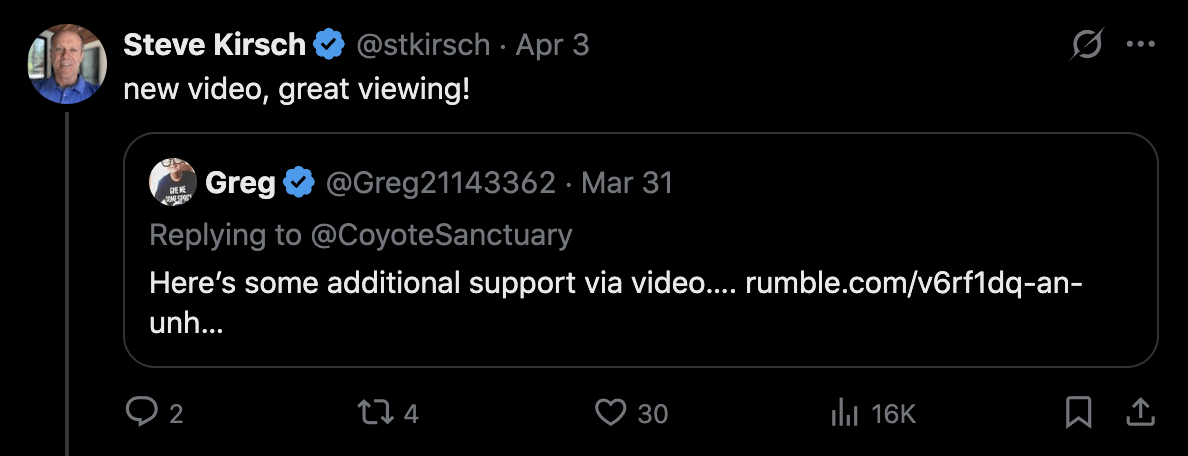 Steve Kirsch @stkirsch · Apr 3
new video, great viewing!
Greg @Greg21143362 · Mar 31
Replying to @CoyoteSanctuary
Here’s some additional support via video.... rumble.com/v6rf1dq-an-
unh...
2 4 30 16K